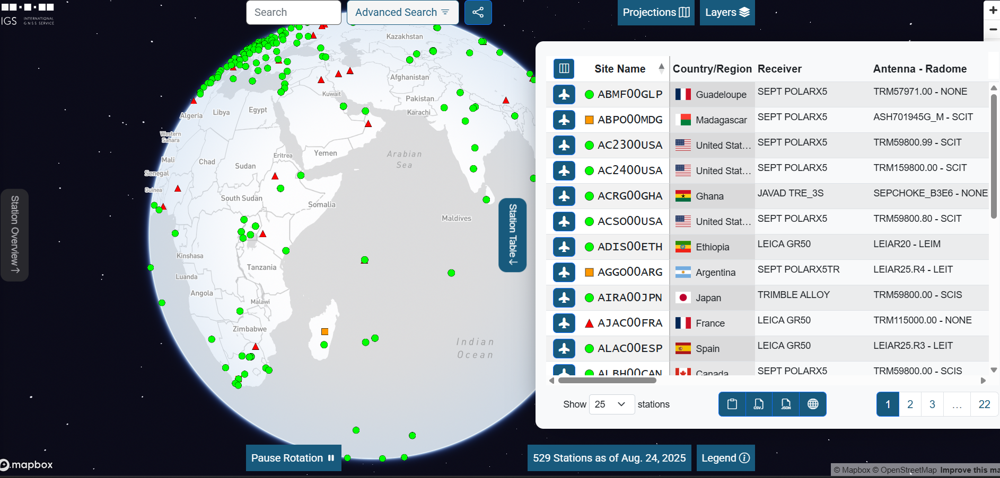 IGS INTERNATIONAL GNSS SERVICE
Search
Advanced Search
Projections
Layers
+
−
Kazakhstan
Afghanistan
Kuwait
Pakistan
Karachi
Algeria
Libya
Egypt
Western Sahara
Mali
Chad
Sudan
Eritrea
Yemen
Arabian Sea
Senegal
Guinea
South Sudan
Somalia
Maldives
Kinshasa
Tanzania
Luanda
Angola
Malawi
Zimbabwe
Indian Ocean
Station Overview
Station Table
Site Name Country/Region Receiver Antenna - Radome
ABMF00GLP Guadeloupe SEPT POLARX5 TRM57971.00 - NONE
ABPO00MDG Madagascar SEPT POLARX5 ASH701945G_M - SCIT
AC2300USA United Stat... SEPT POLARX5 TRM59800.99 - SCIT
AC2400USA United Stat... SEPT POLARX5 TRM159800.00 - SCIT
ACRG00GHA Ghana JAVAD TRE_3S SEPCHOKE_B3E6 - NONE
ACSO00USA United Stat... SEPT POLARX5 TRM59800.80 - SCIT
ADIS00ETH Ethiopia LEICA GR50 LEIAR20 - LEIM
AGGO00ARG Argentina SEPT POLARX5TR LEIAR25.R4 - LEIT
AIRA00JPN Japan TRIMBLE ALLOY TRM59800.00 - SCIS
AJAC00FRA France LEICA GR50 TRM115000.00 - NONE
ALAC00ESP Spain LEICA GR50 LEIAR25.R3 - LEIT
ALBH00CAN Canada SEPT POLARX5 TRM59800.00 - SCIS
Show 25 stations
CSV JSON
1 2 3 ... 22
Pause Rotation
529 Stations as of Aug. 24, 2025
Legend
mapbox
© Mapbox © OpenStreetMap Improve this ma